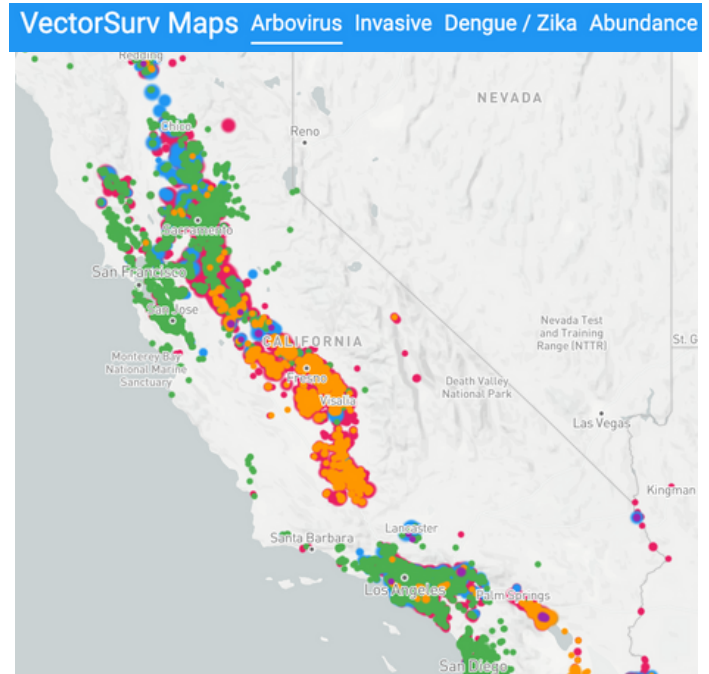 VectorSurv Maps Arbovirus Invasive Dengue / Zika Abundance
Redding
NEVADA
Chico
Reno
Sacramento
San Francisco
San Jose
CALIFORNIA
Nevada Test
and Training
Range (NTTR)
St. G
Monterey Bay
National Marine
Sanctuary
Fresno
Death Valley
National Park
Visalia
Las Vegas
Kingman
Lancaster
Santa Barbara
Los Angeles
Palm Springs
San Diego